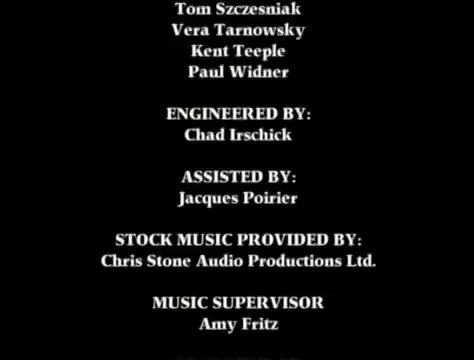 Tom Szczesniak
Vera Tarnowsky
Kent Teeple
Paul Widner
ENGINEERED BY:
Chad Irschick
ASSISTED BY:
Jacques Poirier
STOCK MUSIC PROVIDED BY:
Chris Stone Audio Productions Ltd.
MUSIC SUPERVISOR
Amy Fritz